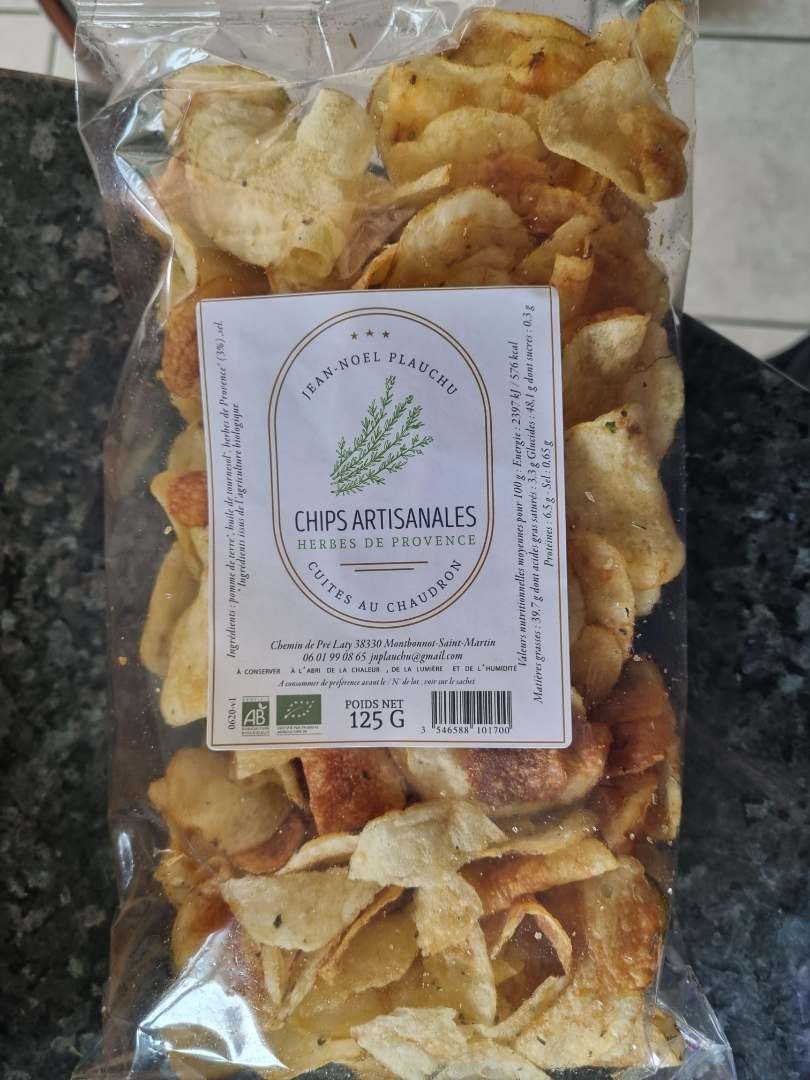 JEAN-NOEL PLAUCHU
CHIPS ARTISANALES
HERBES DE PROVENCE
CUITES AU CHAUDRON
Chemin de Pré Laty 38330 Montbonnot-Saint-Martin
06 01 99 08 65 jnplauchu@gmail.com
À CONSERVER À L'ABRI DE LA CHALEUR , DE LA LUMIÈRE ET DE L'HUMIDITÉ
A consommer de préférence avant le / N° de lot : voir sur le sachet
0620-v1
AB
POIDS NET
125 G
3 546588 101700
Ingrédients : pomme de terre*, huile de tournesol*, herbes de Provence* (3%) ,sel.
*Ingrédients issus de l'agriculture biologique
Valeurs nutritionnelles moyennes pour 100 g : Energie : 2397 kJ / 576 kcal
Matières grasses : 39,7 g dont acides gras saturés : 3,3 g Glucides : 48,1 g dont sucres : 0,3 g
Protéines : 6,5 g - Sel : 0,65 g